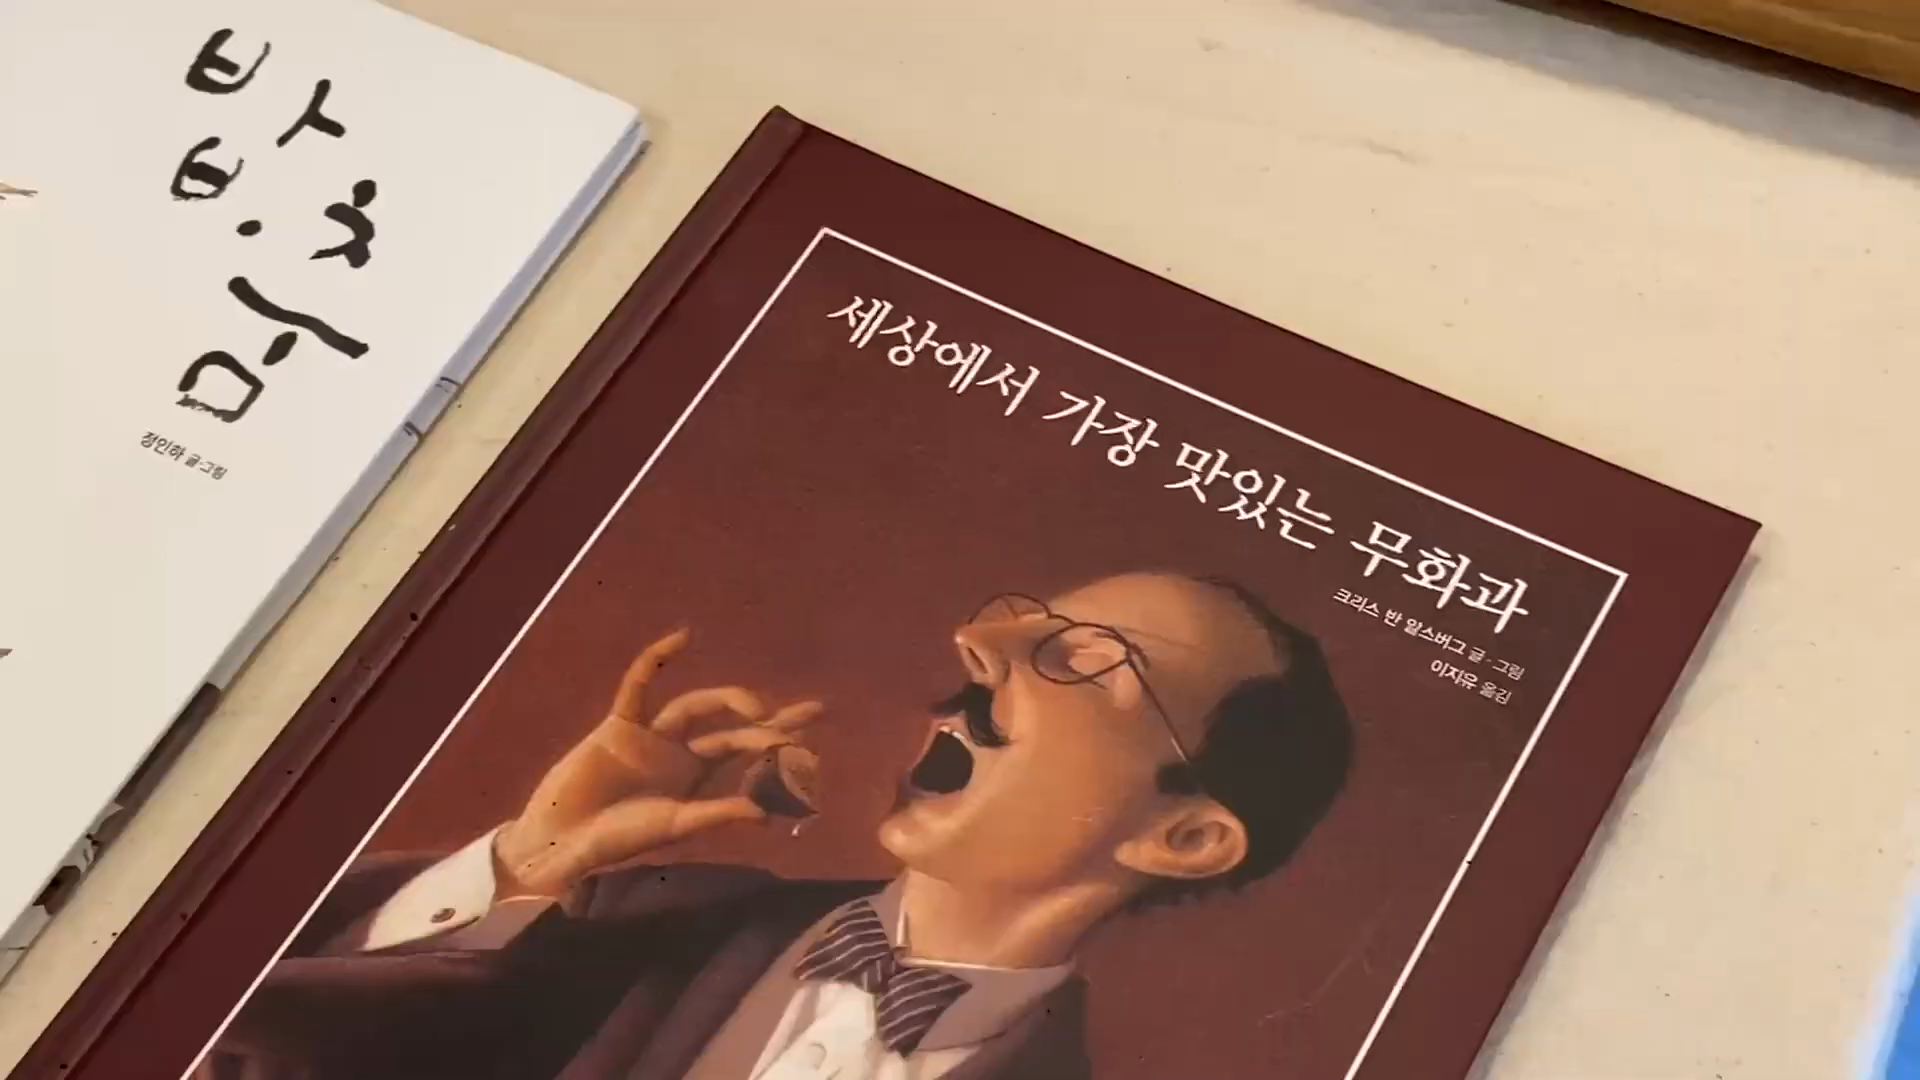 밥·춤
정인하 글·그림
세상에서 가장 맛있는 무화과
크리스 반 알스버그 글·그림
이지유 옮김